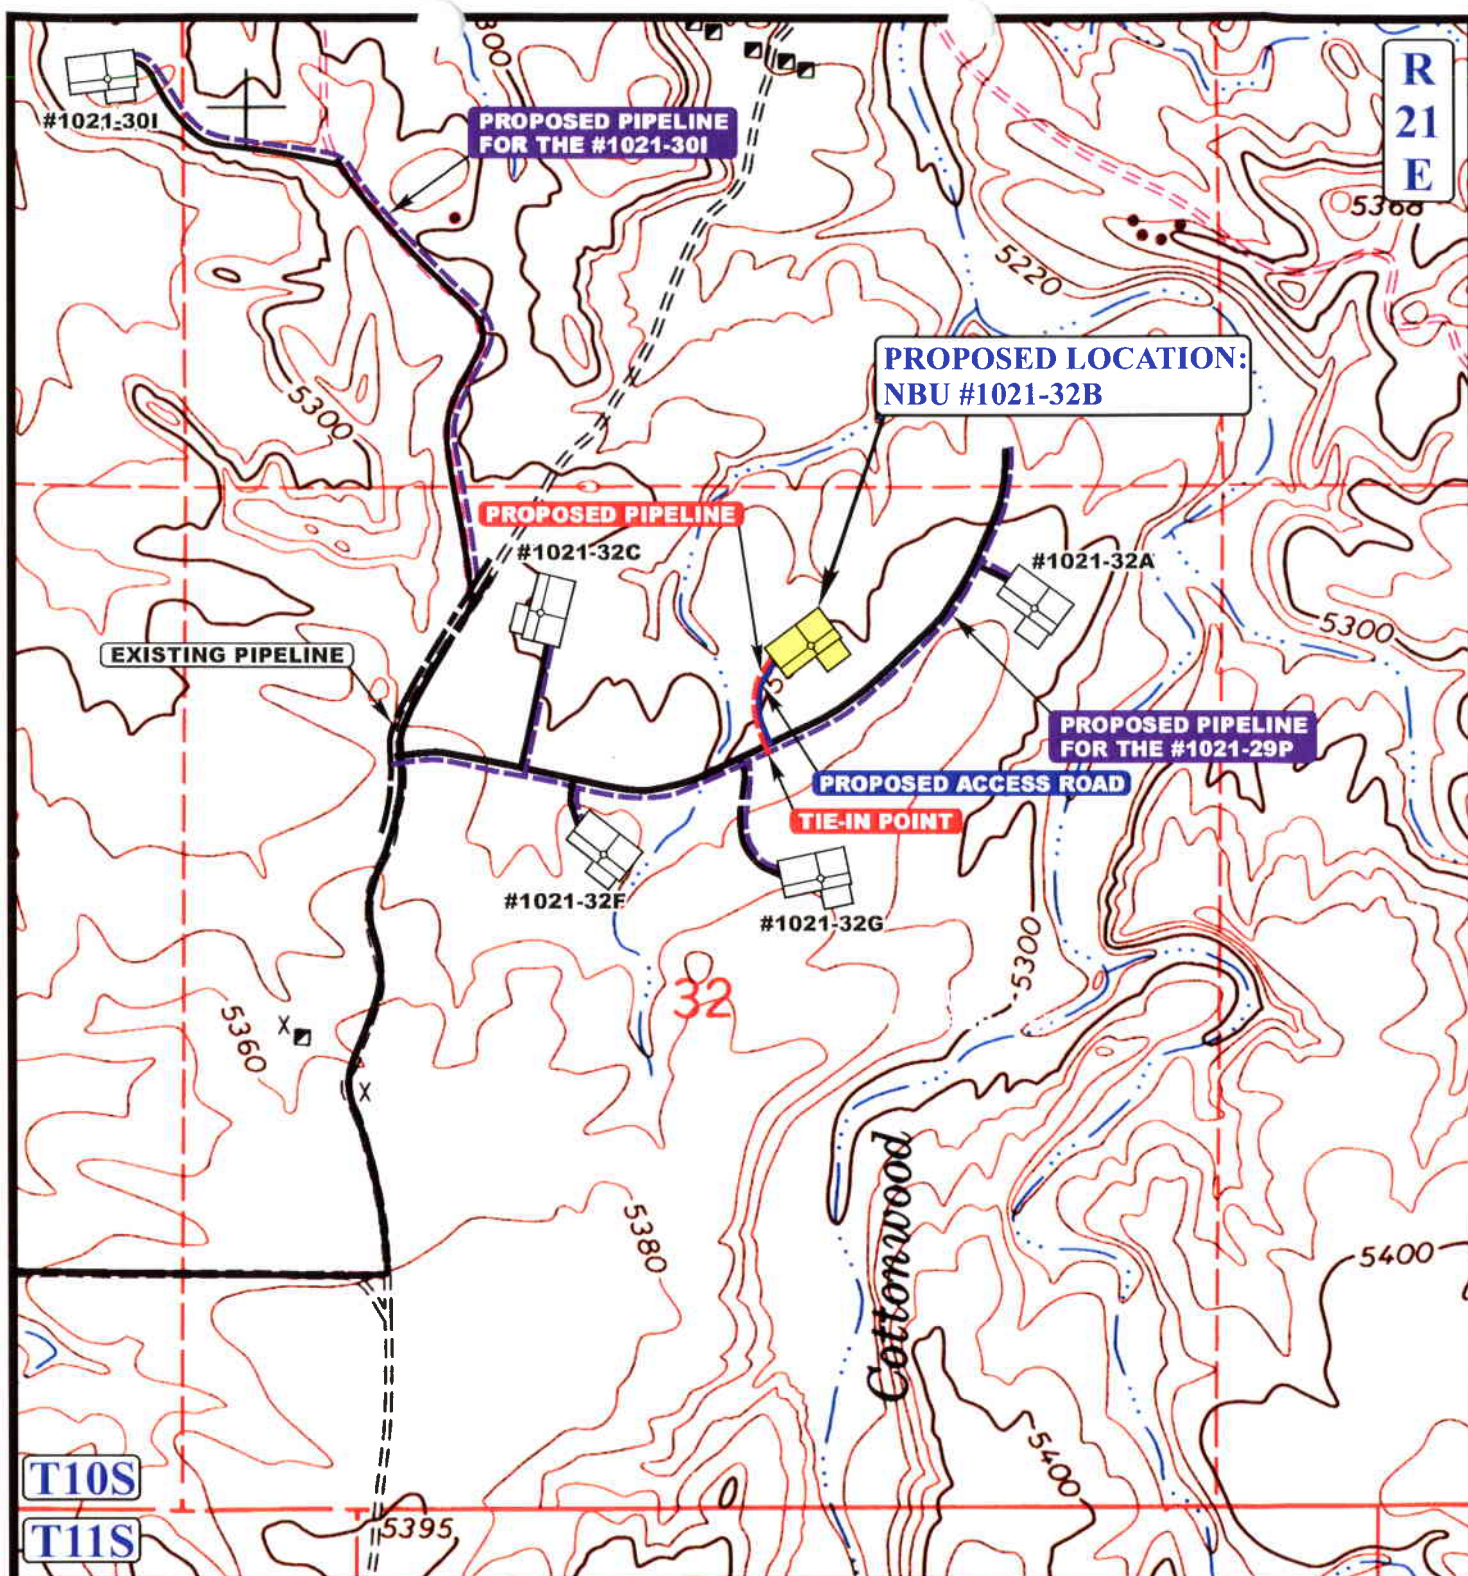 300
R
21
E
#1021-30I
PROPOSED PIPELINE
FOR THE #1021-30I
5368
5220
PROPOSED LOCATION:
NBU #1021-32B
5300
PROPOSED PIPELINE
#1021-32C
#1021-32A
5300
EXISTING PIPELINE
5
PROPOSED PIPELINE
FOR THE #1021-29P
PROPOSED ACCESS ROAD
TIE-IN POINT
#1021-32F
#1021-32G
5300
32
5360
X
X
Cottonwood
5380
5400
5400
T10S
T11S
5395